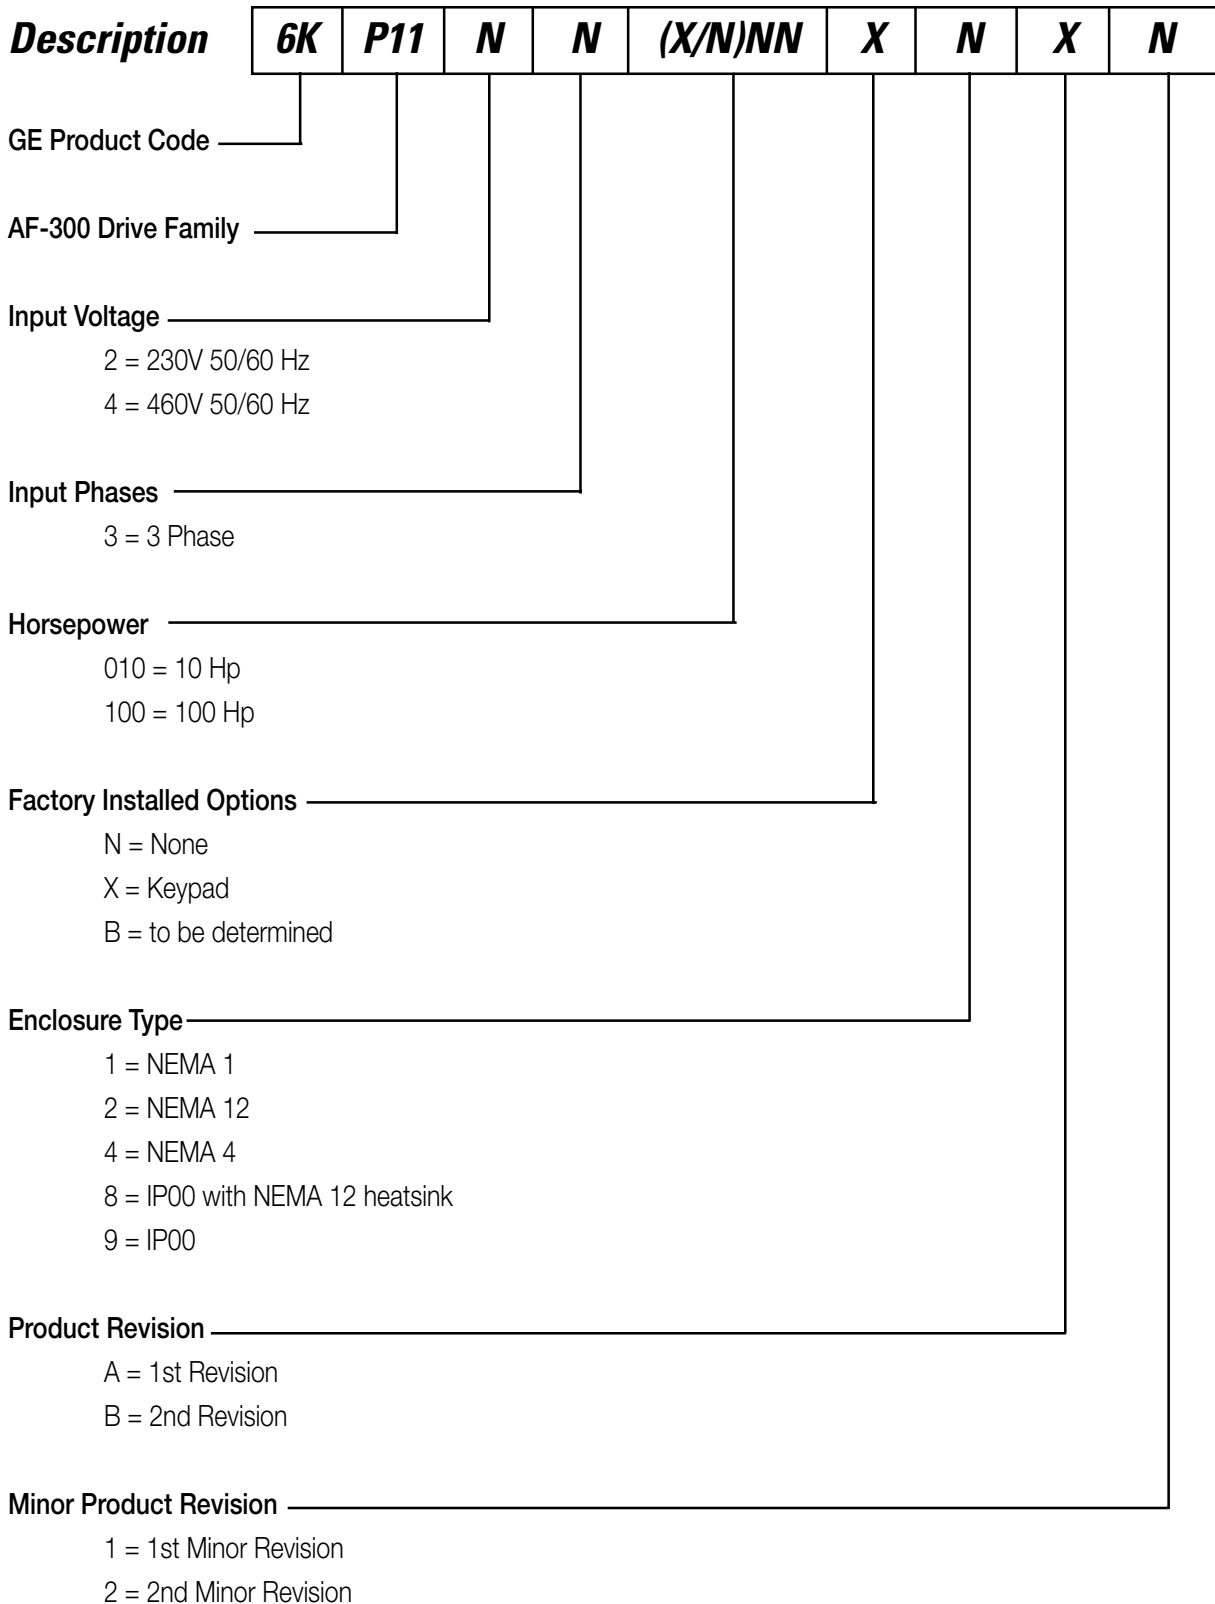 Description 6K P11 N N (X/N)NN X N X N
GE Product Code
AF-300 Drive Family
Input Voltage
2 = 230V 50/60 Hz
4 = 460V 50/60 Hz
Input Phases
3 = 3 Phase
Horsepower
010 = 10 Hp
100 = 100 Hp
Factory Installed Options
N = None
X = Keypad
B = to be determined
Enclosure Type
1 = NEMA 1
2 = NEMA 12
4 = NEMA 4
8 = IP00 with NEMA 12 heatsink
9 = IP00
Product Revision
A = 1st Revision
B = 2nd Revision
Minor Product Revision
1 = 1st Minor Revision
2 = 2nd Minor Revision